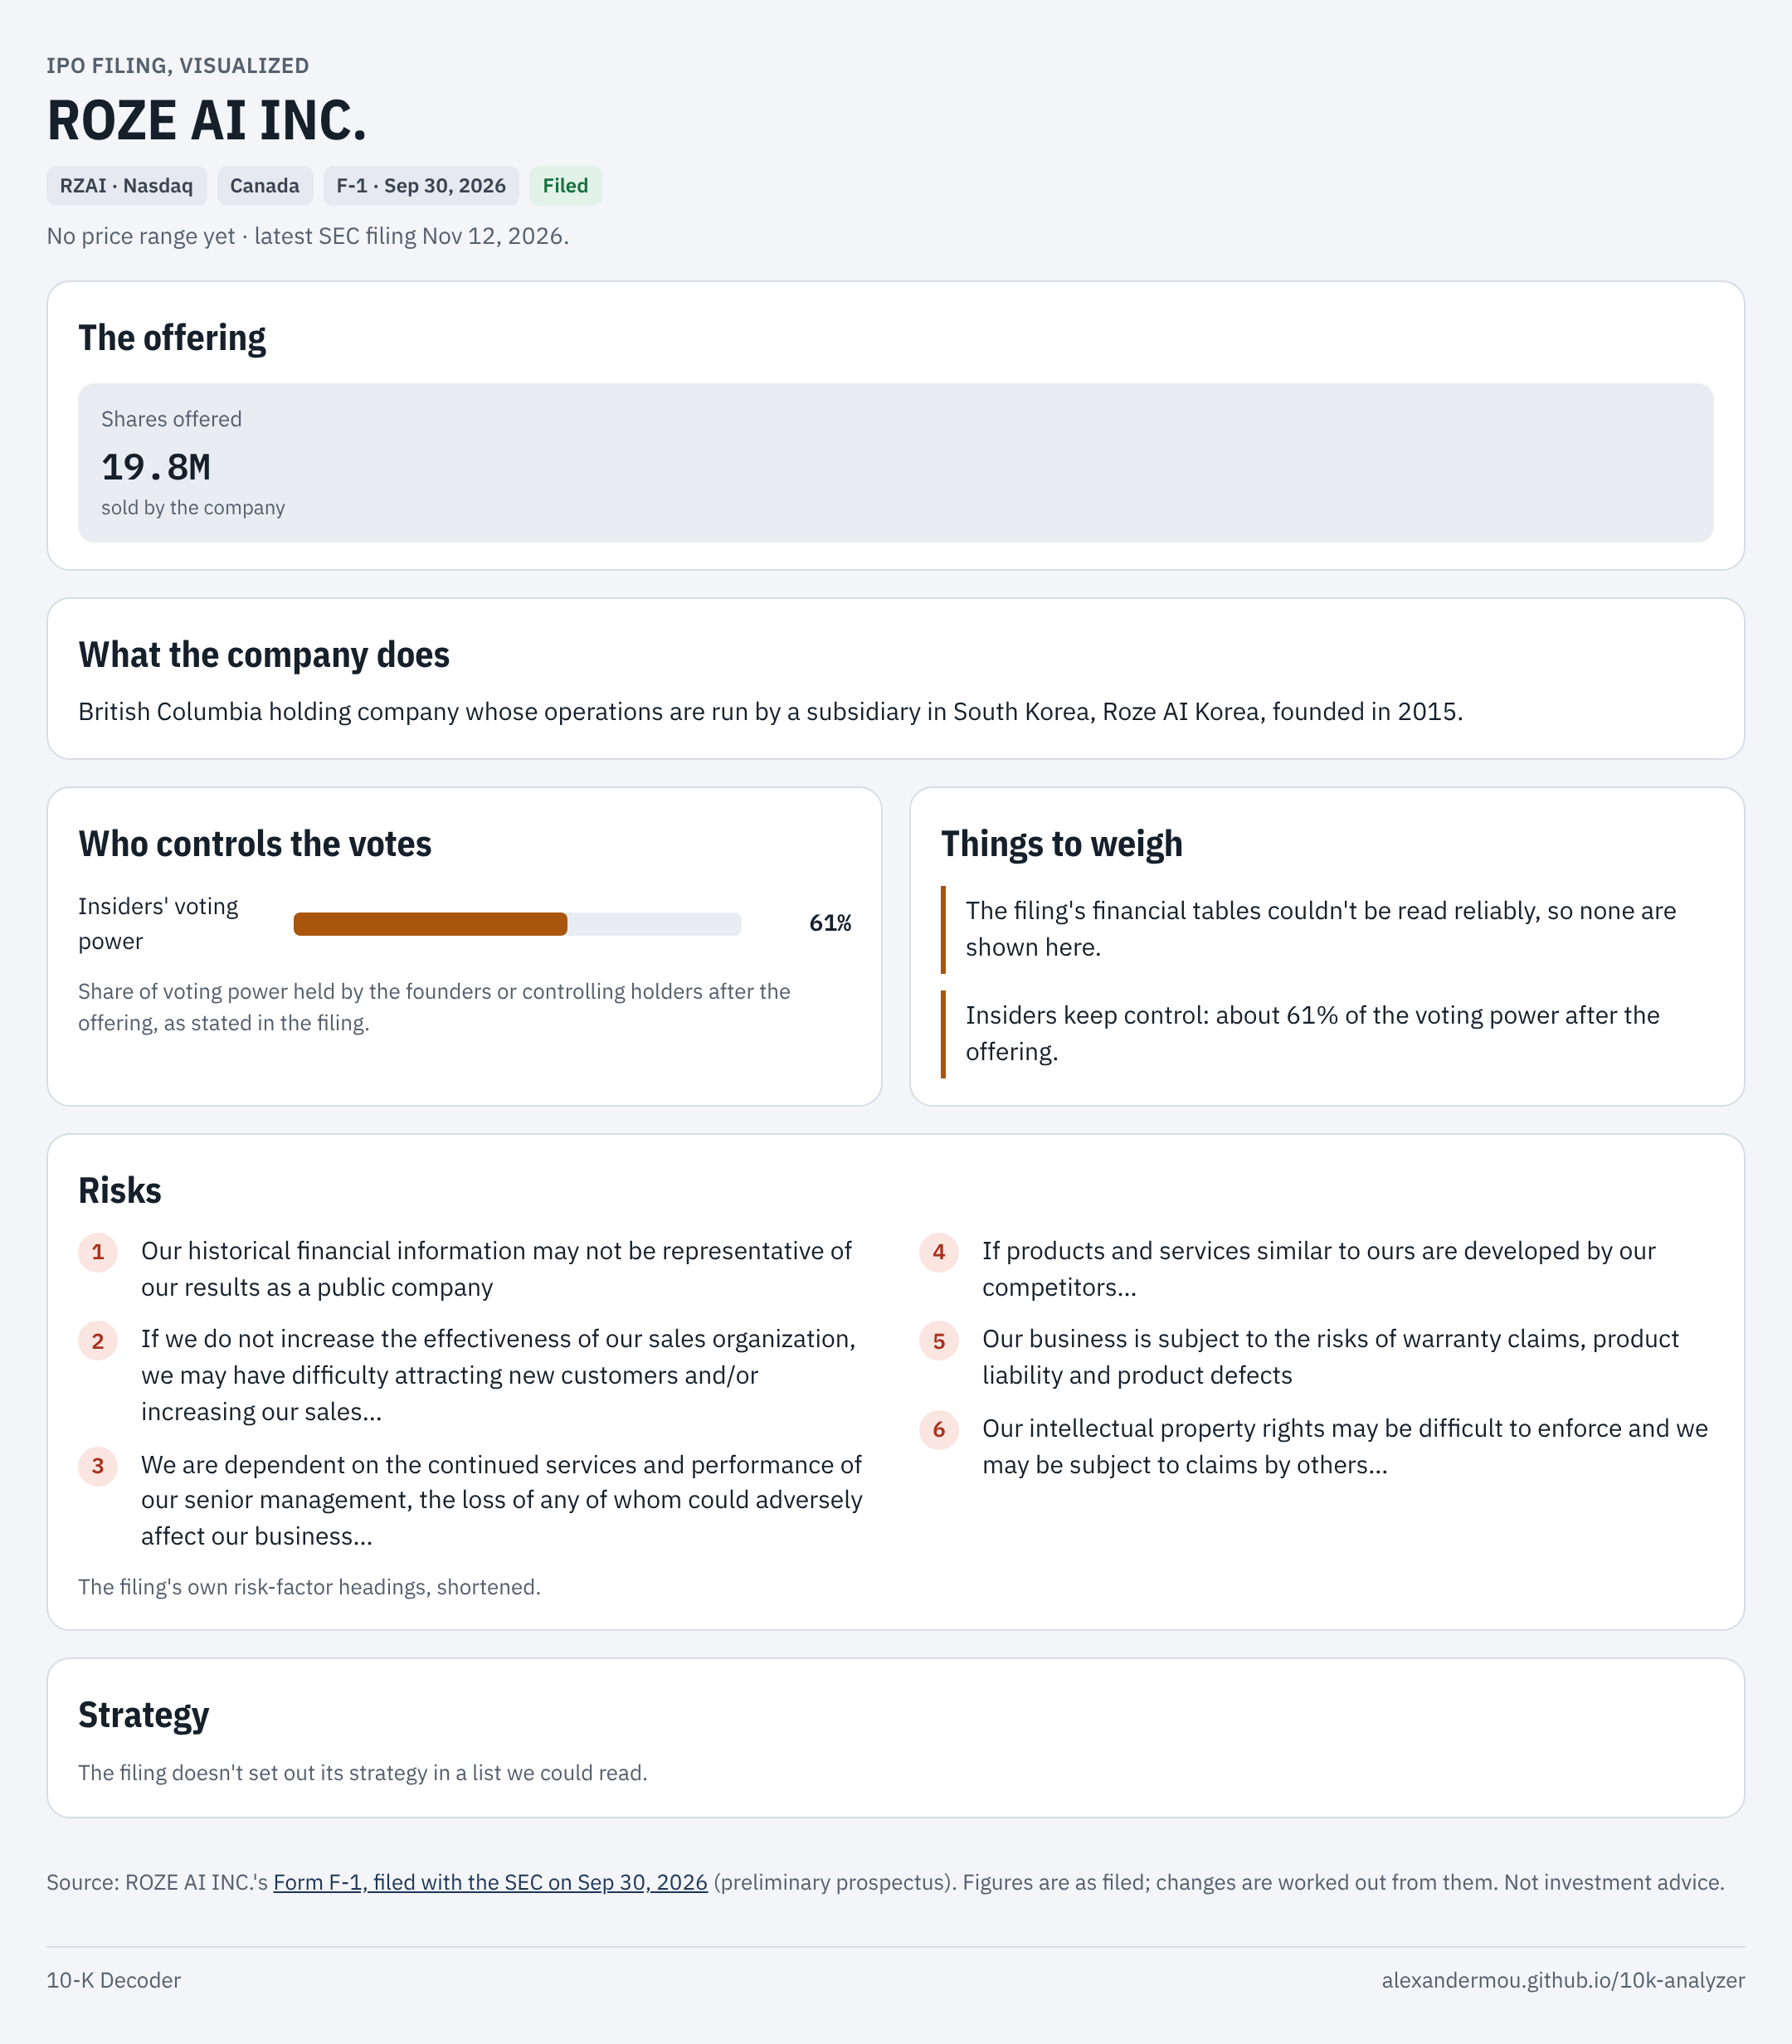 IPO FILING, VISUALIZED
ROZE AI INC.
RZAI · Nasdaq
Canada
F-1 · Sep 30, 2026
Filed
No price range yet · latest SEC filing Nov 12, 2026.
The offering
Shares offered
19.8M
sold by the company
What the company does
British Columbia holding company whose operations are run by a subsidiary in South Korea, Roze AI Korea, founded in 2015.
Who controls the votes
Insiders' voting
power
61%
Share of voting power held by the founders or controlling holders after the
offering, as stated in the filing.
Things to weigh
The filing's financial tables couldn't be read reliably, so none are
shown here.
Insiders keep control: about 61% of the voting power after the
offering.
Risks
1 Our historical financial information may not be representative of
our results as a public company
2 If we do not increase the effectiveness of our sales organization,
we may have difficulty attracting new customers and/or
increasing our sales…
3 We are dependent on the continued services and performance of
our senior management, the loss of any of whom could adversely
affect our business…
4 If products and services similar to ours are developed by our
competitors…
5 Our business is subject to the risks of warranty claims, product
liability and product defects
6 Our intellectual property rights may be difficult to enforce and we
may be subject to claims by others…
The filing's own risk-factor headings, shortened.
Strategy
The filing doesn't set out its strategy in a list we could read.
Source: ROZE AI INC.'s Form F-1, filed with the SEC on Sep 30, 2026 (preliminary prospectus). Figures are as filed; changes are worked out from them. Not investment advice.
10-K Decoder
alexandermou.github.io/10k-analyzer